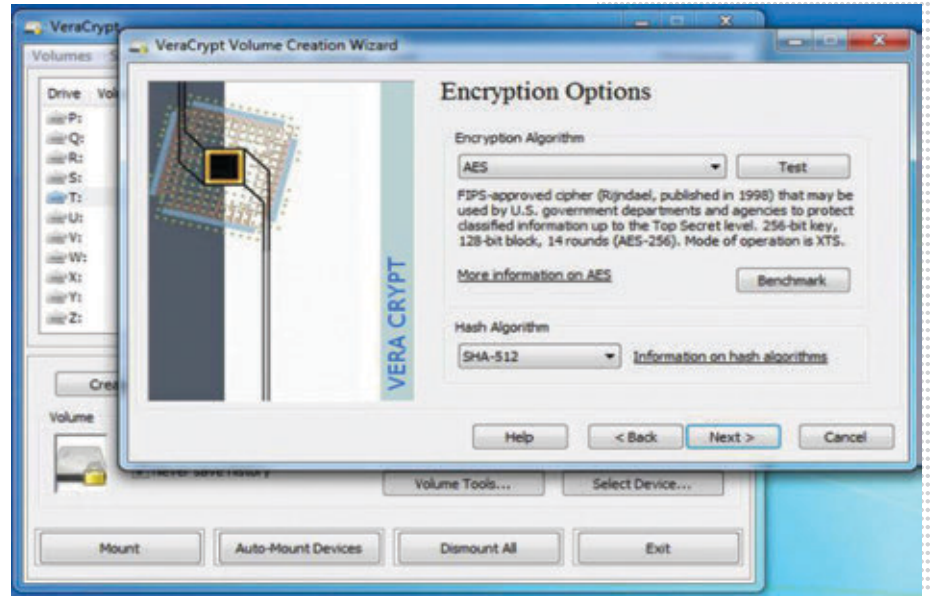 VeraCrypt
VeraCrypt Volume Creation Wizard
Volumes
Drive
P:
Q:
R:
S:
T:
U:
V:
W:
X:
Y:
Z:
VERA CRYPT
Encryption Options
Encryption Algorithm
AES
Test
FIPS-approved cipher (Rijndael, published in 1998) that may be
used by U.S. government departments and agencies to protect
classified information up to the Top Secret level. 256-bit key,
128-bit block, 14 rounds (AES-256). Mode of operation is XTS.
More information on AES
Benchmark
Hash Algorithm
SHA-512
Information on hash algorithms
Help
< Back
Next >
Cancel
Volume
Never save history
Volume Tools...
Select Device...
Mount
Auto-Mount Devices
Dismount All
Exit